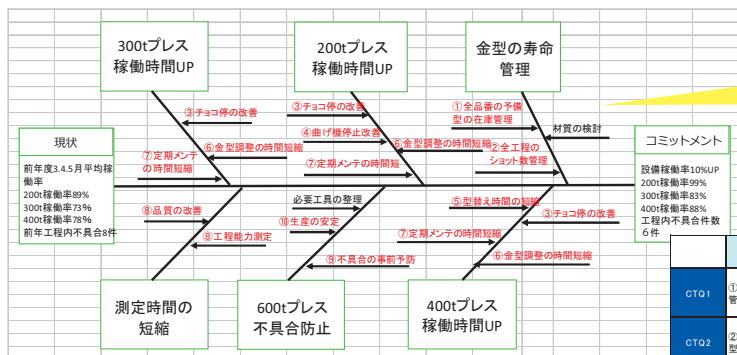 300tプレス
稼働時間UP
200tプレス
稼働時間UP
金型の寿命
管理
③チョコ停の改善
⑥金型調整の時間短縮
⑦定期メンテ
の時間短縮
③チョコ停の改善
④曲げ機停止改善
⑥金型調整の時間短縮
⑦定期メンテの時間短
①全品番の予備
型の在庫管理
材質の検討
②全工程の
ショット数管理
現状
前年度3.4.5月平均稼
働率
200t稼働率89%
300t稼働率73%
400t稼働率78%
前年工程内不具合8件
コミットメント
設備稼働率10%UP
200t稼働率99%
300t稼働率83%
400t稼働率88%
工程内不具合件数
6件
⑧品質の改善
⑧工程能力測定
必要工具の整理
⑩生産の安定
⑨不具合の事前予防
⑤型替え時間の短縮
③チョコ停の改善
⑦定期メンテの時間短縮
⑥金型調整の時間短縮
測定時間の
短縮
600tプレス
不具合防止
400tプレス
稼働時間UP
CTQ1
①
管
CTQ2
②
型